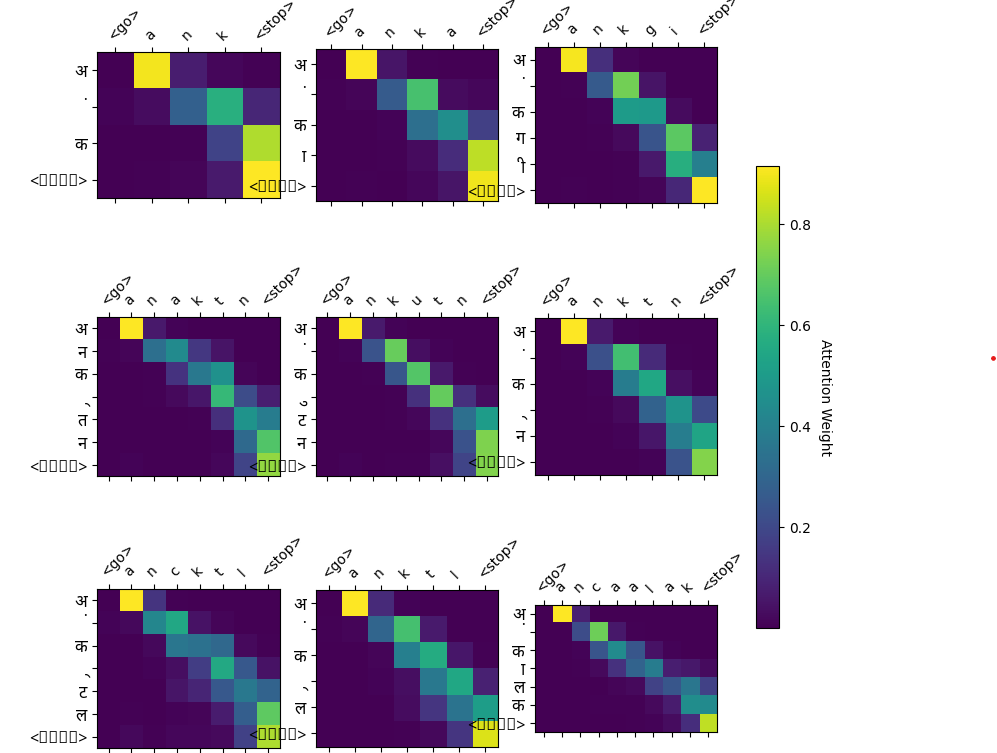 <go> a n k <stop>
अ
ं
क
<go> a n k a <stop>
अ
ं
क
ा
<go> a n k g i <stop>
अ
ं
क
ग
ी
<go> a n a k t n <stop>
अ
न
क
्
त
न
<go> a n k u t n <stop>
अ
ं
क
ु
ट
न
<go> a n k t n <stop>
अ
ं
क
्
न
<go> a n c k t l <stop>
अ
ं
क
्
ट
ल
<go> a n k t l <stop>
अ
ं
क
्
ल
<go> a n c a a l a k <stop>
अ
ं
क
ा
ल
क
0.8
0.6
0.4
0.2
Attention Weight